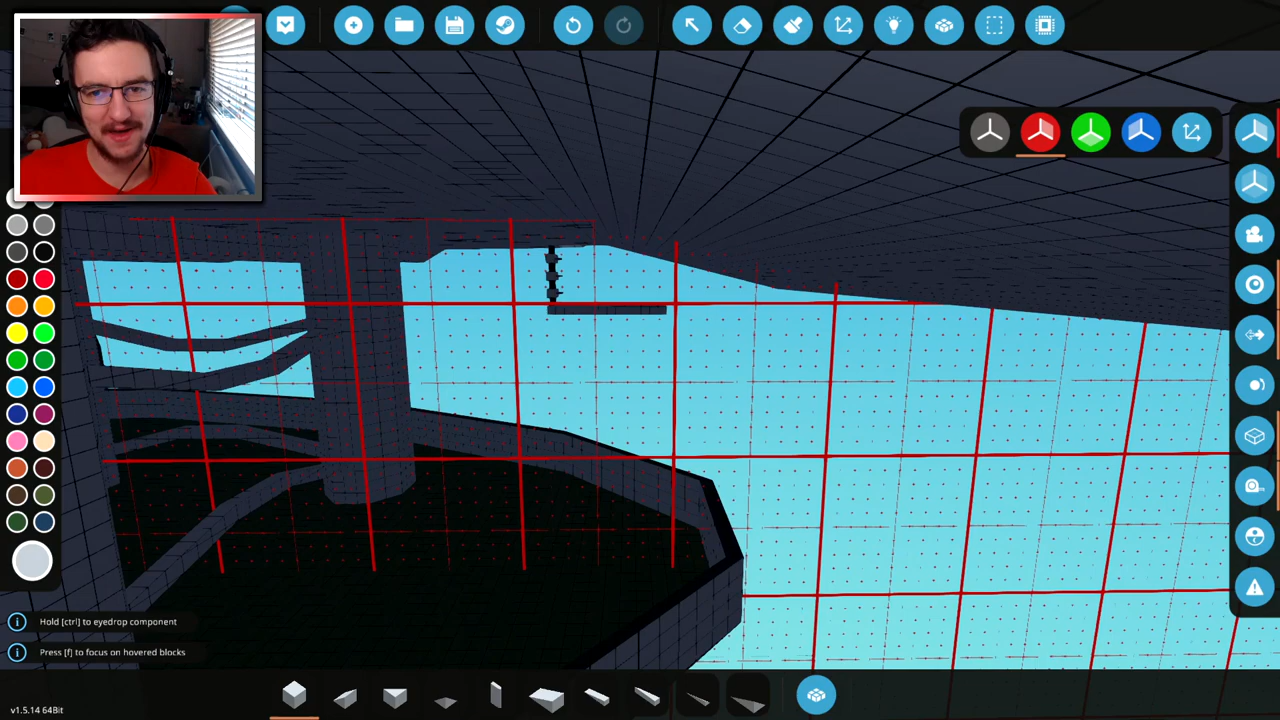 Hold [ctrl] to eyedrop component
Press [f] to focus on hovered blocks
v1.5.14 64Bit